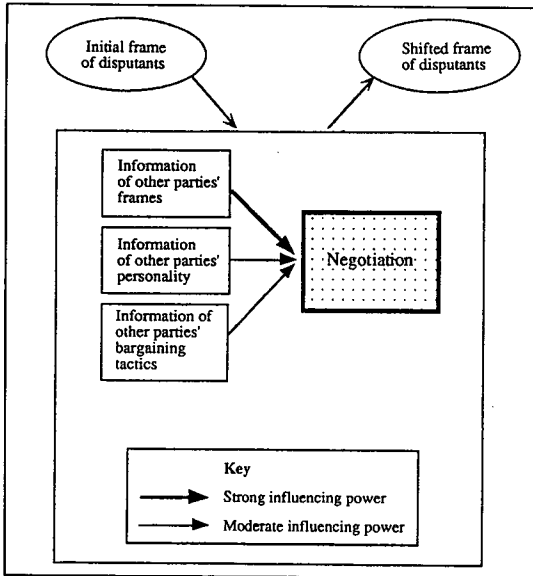 Initial frame
of disputants
Shifted frame
of disputants
Information
of other parties'
frames
Information
of other parties'
personality
Information of
other parties'
bargaining
tactics
Negotiation
Key
Strong influencing power
Moderate influencing power